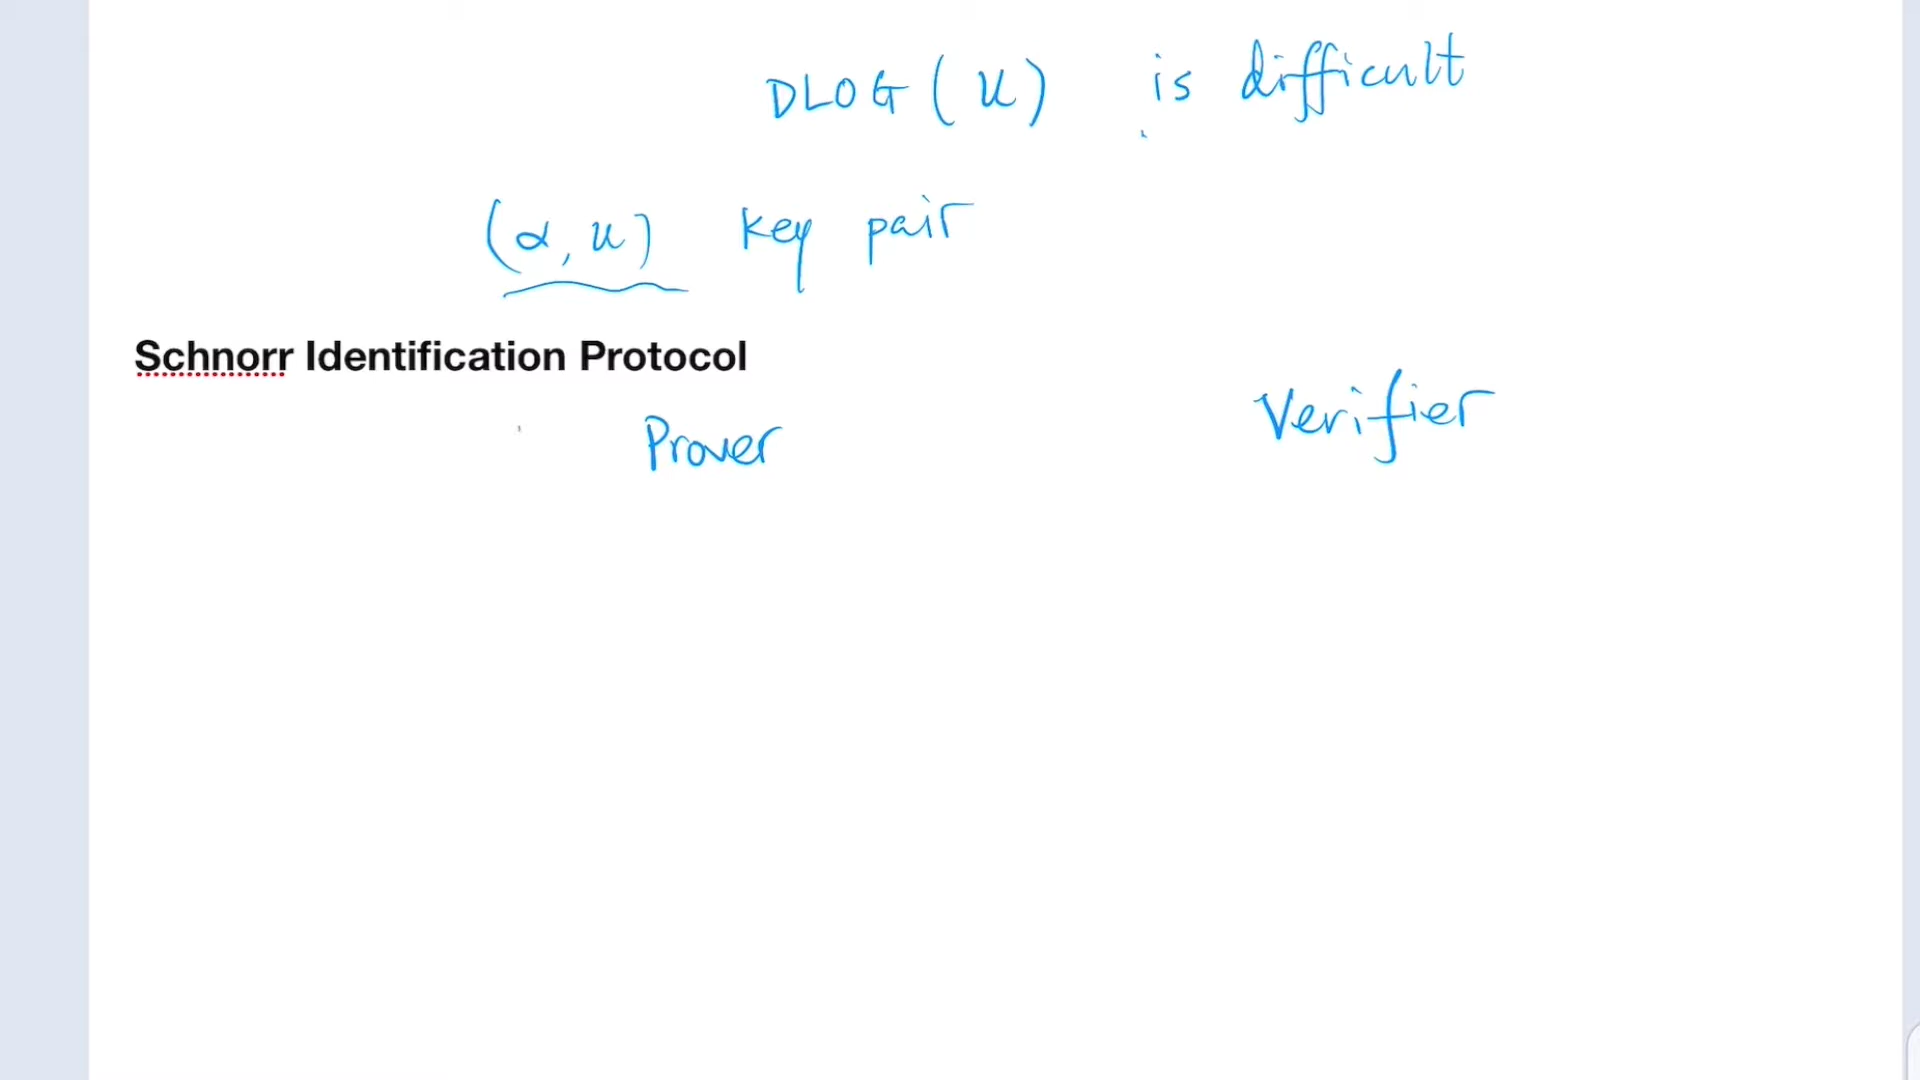 DLOG(u) is difficult
(α, u) key pair
Schnorr Identification Protocol
Prover Verifier